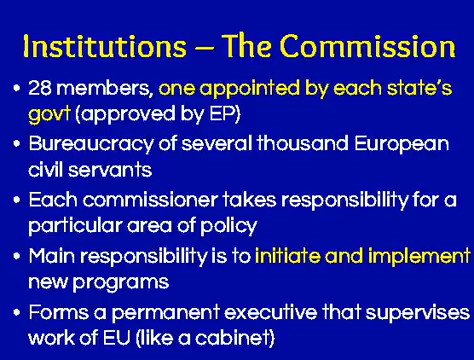 Institutions – The Commission
• 28 members, one appointed by each state's
govt (approved by EP)
• Bureaucracy of several thousand European
civil servants
• Each commissioner takes responsibility for a
particular area of policy
• Main responsibility is to initiate and implement
new programs
• Forms a permanent executive that supervises
work of EU (like a cabinet)